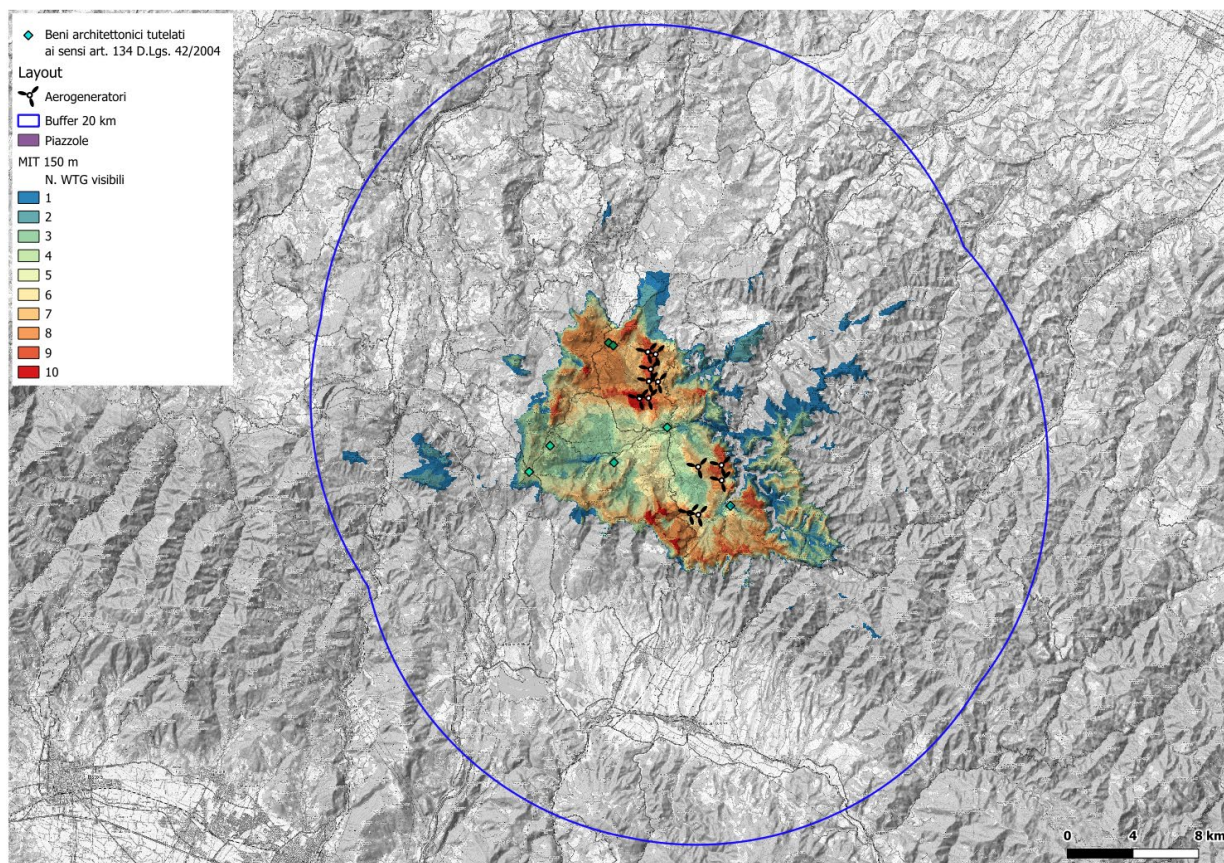 Beni architettonici tutelati
ai sensi art. 134 D.Lgs. 42/2004
Layout
Aerogeneratori
Buffer 20 km
Piazzole
MIT 150 m
N. WTG visibili
1
2
3
4
5
6
7
8
9
10
0 4 8 km